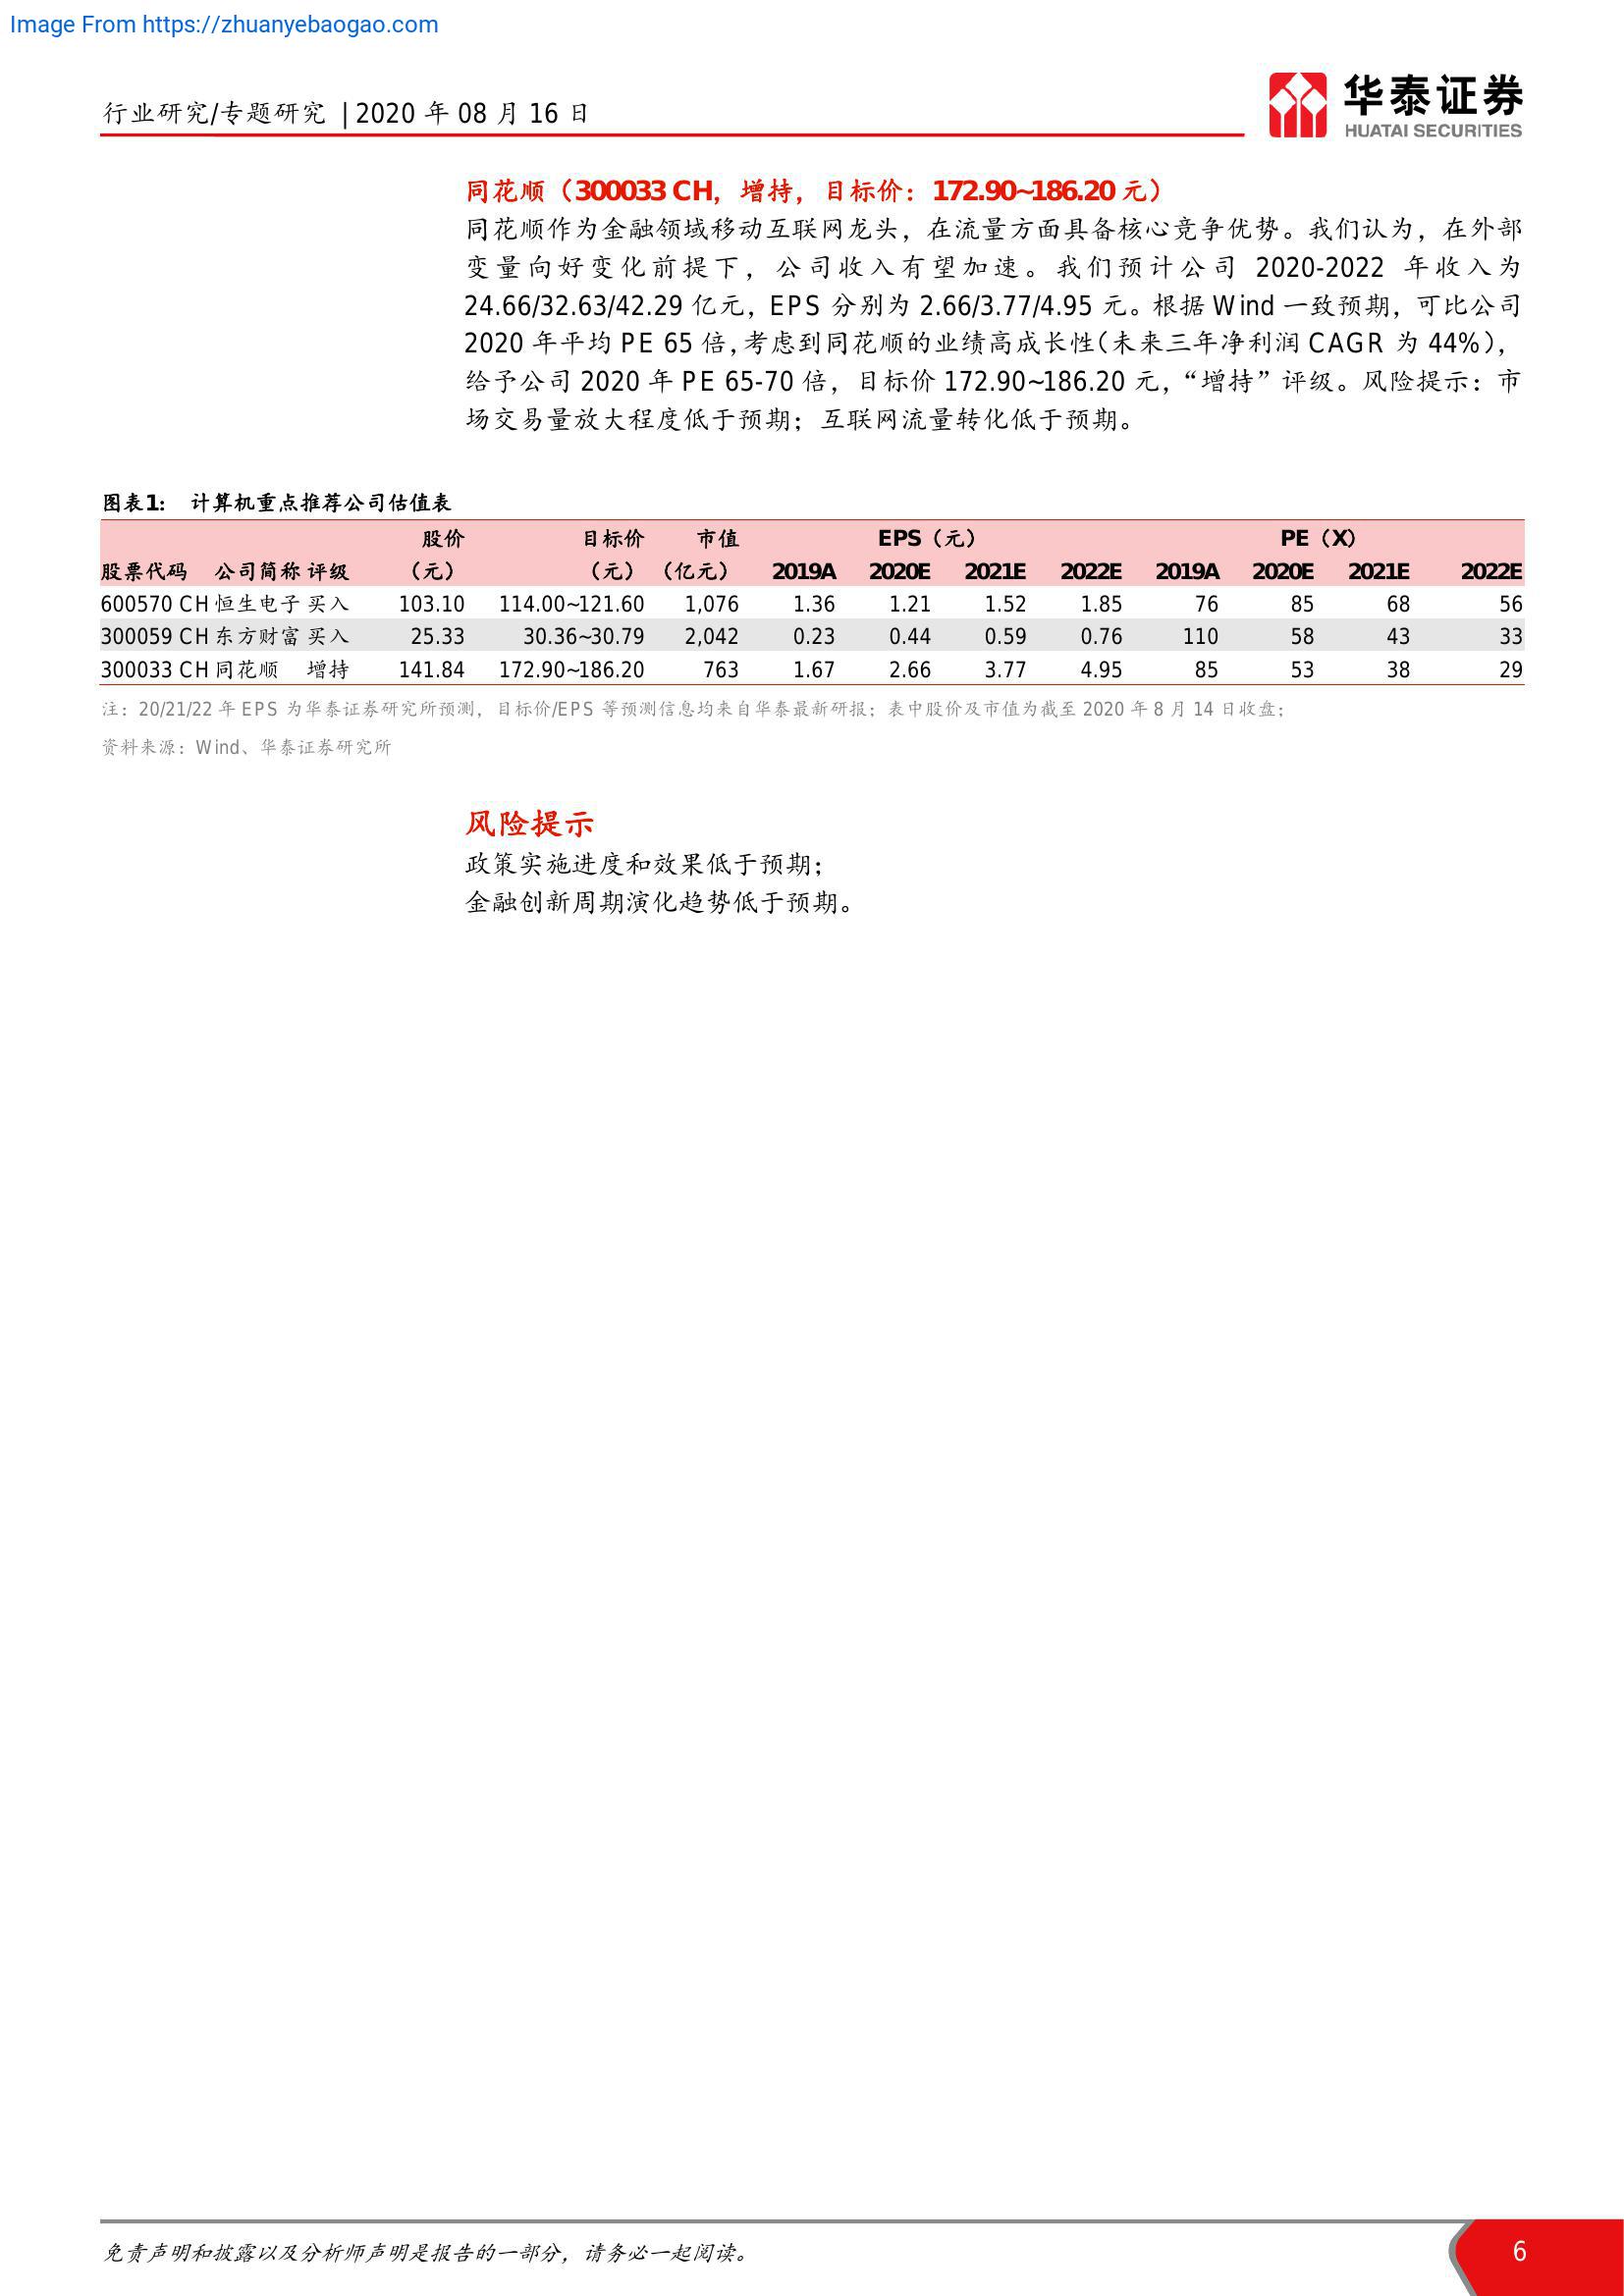 Image From https://zhuanyebaogao.com
行业研究/专题研究 | 2020 年 08 月 16 日
华泰证券
HUATAI SECURITIES
同花顺（300033 CH，增持，目标价：172.90~186.20 元）
同花顺作为金融领域移动互联网龙头，在流量方面具备核心竞争优势。我们认为，在外部
变量向好变化前提下，公司收入有望加速。我们预计公司 2020-2022 年收入为
24.66/32.63/42.29 亿元，EPS 分别为 2.66/3.77/4.95 元。根据 Wind 一致预期，可比公司
2020 年平均 PE 65 倍，考虑到同花顺的业绩高成长性（未来三年净利润 CAGR 为 44%），
给予公司 2020 年 PE 65-70 倍，目标价 172.90~186.20 元，“增持”评级。风险提示：市
场交易量放大程度低于预期；互联网流量转化低于预期。
图表1： 计算机重点推荐公司估值表
股价 目标价 市值 EPS（元） PE（X）
股票代码 公司简称 评级 （元） （元） （亿元） 2019A 2020E 2021E 2022E 2019A 2020E 2021E 2022E
600570 CH 恒生电子 买入 103.10 114.00~121.60 1,076 1.36 1.21 1.52 1.85 76 85 68 56
300059 CH 东方财富 买入 25.33 30.36~30.79 2,042 0.23 0.44 0.59 0.76 110 58 43 33
300033 CH 同花顺 增持 141.84 172.90~186.20 763 1.67 2.66 3.77 4.95 85 53 38 29
注：20/21/22 年 EPS 为华泰证券研究所预测，目标价/EPS 等预测信息均来自华泰最新研报；表中股价及市值为截至 2020 年 8 月 14 日收盘；
资料来源：Wind、华泰证券研究所
风险提示
政策实施进度和效果低于预期；
金融创新周期演化趋势低于预期。
免责声明和披露以及分析师声明是报告的一部分，请务必一起阅读。
6